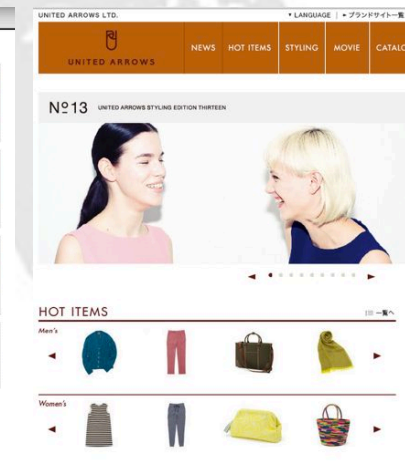 UNITED ARROWS LTD.
▼ LANGUAGE | ► ブランドサイト一覧
UNITED ARROWS
NEWS HOT ITEMS STYLING MOVIE CATALO
Nº13 UNITED ARROWS STYLING EDITION THIRTEEN
HOT ITEMS
一覧へ
Men's
Women's